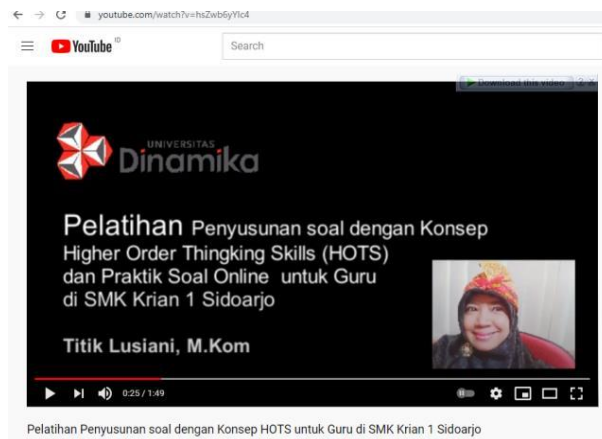 youtube.com/watch?v=hsZwb6yYlc4
YouTube ID
Search
Download this video
UNIVERSITAS
Dinamika
Pelatihan Penyusunan soal dengan Konsep
Higher Order Thingking Skills (HOTS)
dan Praktik Soal Online untuk Guru
di SMK Krian 1 Sidoarjo
Titik Lusiani, M.Kom
0:25 / 1:49
Pelatihan Penyusunan soal dengan Konsep HOTS untuk Guru di SMK Krian 1 Sidoarjo